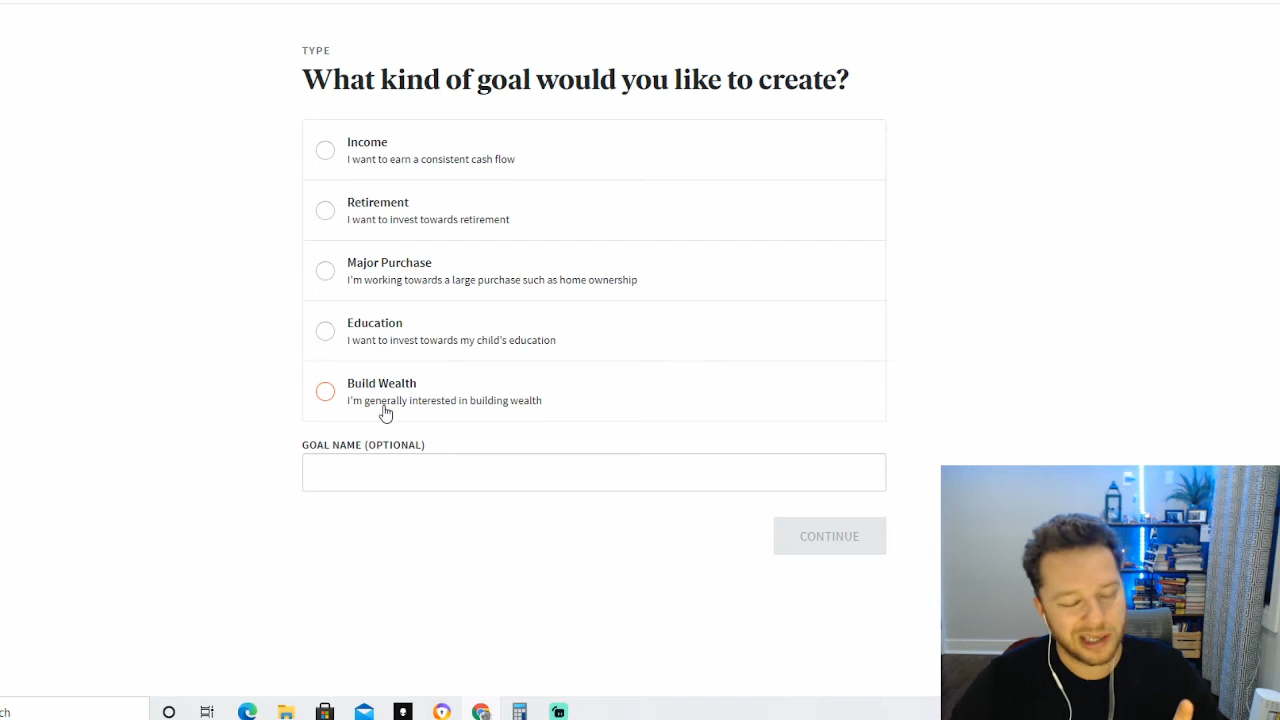 TYPE
What kind of goal would you like to create?
Income
I want to earn a consistent cash flow
Retirement
I want to invest towards retirement
Major Purchase
I'm working towards a large purchase such as home ownership
Education
I want to invest towards my child's education
Build Wealth
I'm generally interested in building wealth
GOAL NAME (OPTIONAL)
CONTINUE
ch